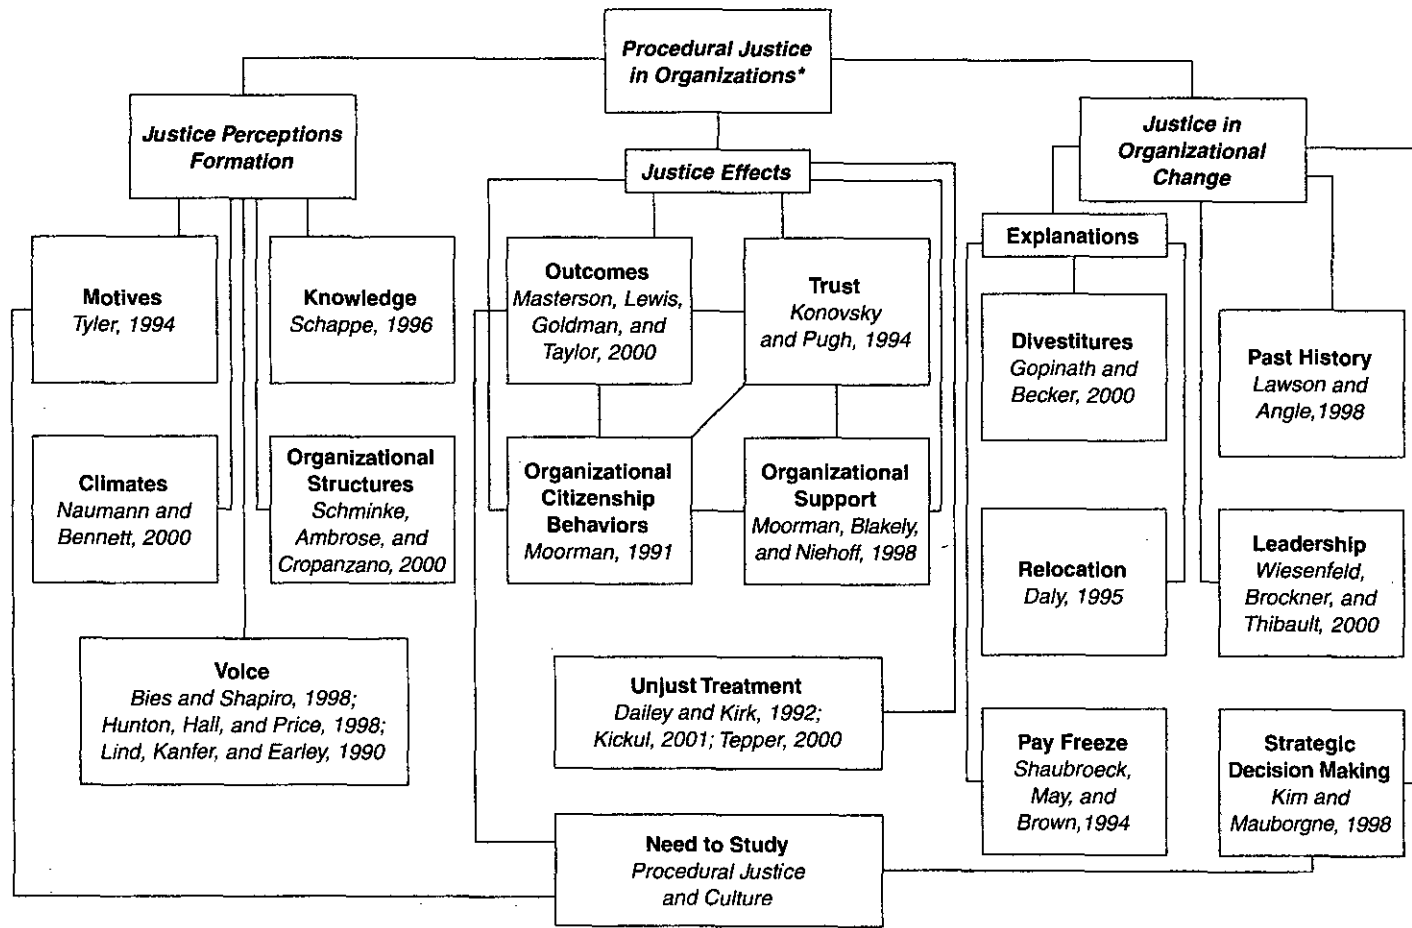 Procedural Justice
in Organizations*
Justice Perceptions
Formation
Justice Effects
Justice in
Organizational
Change
Motives
Tyler, 1994
Knowledge
Schappe, 1996
Climates
Naumann and
Bennett, 2000
Organizational
Structures
Schminke,
Ambrose, and
Cropanzano, 2000
Voice
Bies and Shapiro, 1998;
Hunton, Hall, and Price, 1998;
Lind, Kanfer, and Earley, 1990
Outcomes
Masterson, Lewis,
Goldman, and
Taylor, 2000
Trust
Konovsky
and Pugh, 1994
Organizational
Citizenship
Behaviors
Moorman, 1991
Organizational
Support
Moorman, Blakely,
and Niehoff, 1998
Unjust Treatment
Dailey and Kirk, 1992;
Kickul, 2001; Tepper, 2000
Need to Study
Procedural Justice
and Culture
Explanations
Divestitures
Gopinath and
Becker, 2000
Relocation
Daly, 1995
Pay Freeze
Shaubroeck,
May, and
Brown, 1994
Past History
Lawson and
Angle, 1998
Leadership
Wiesenfeld,
Brockner, and
Thibault, 2000
Strategic
Decision Making
Kim and
Mauborgne, 1998